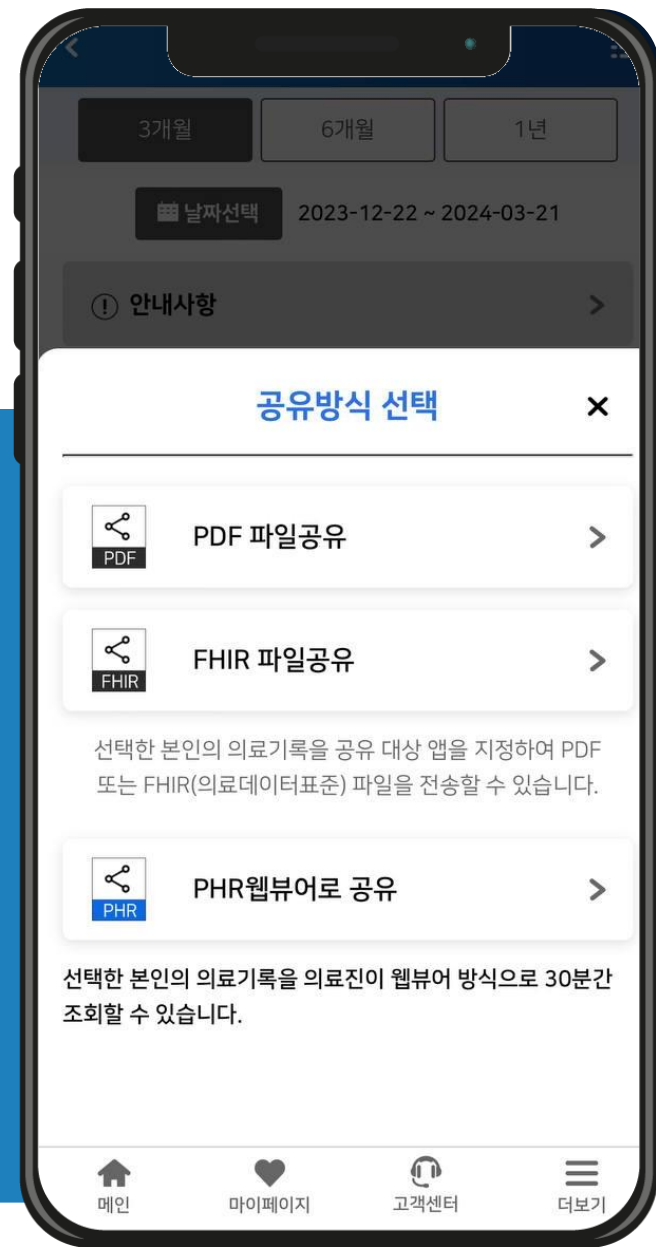 3개월
6개월
1년
날짜선택
2023-12-22 ~ 2024-03-21
안내사항
공유방식 선택
PDF
PDF 파일공유
FHIR
FHIR 파일공유
선택한 본인의 의료기록을 공유 대상 앱을 지정하여 PDF
또는 FHIR(의료데이터표준) 파일을 전송할 수 있습니다.
PHR
PHR웹뷰어로 공유
선택한 본인의 의료기록을 의료진이 웹뷰어 방식으로 30분간
조회할 수 있습니다.
메인
마이페이지
고객센터
더보기